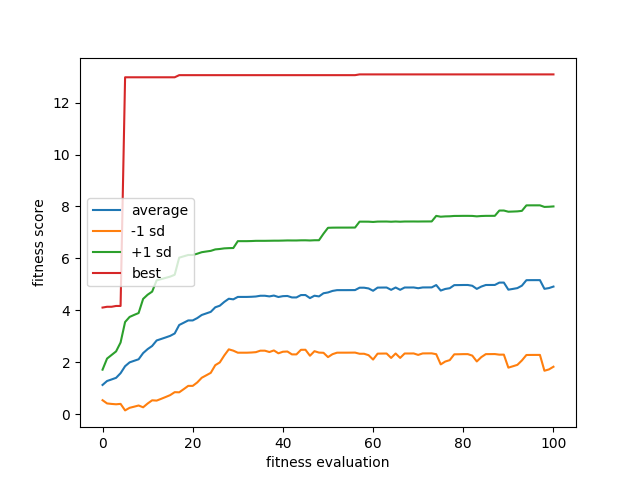 12
10
8
6
4
2
0
fitness score
average
-1 sd
+1 sd
best
0 20 40 60 80 100
fitness evaluation